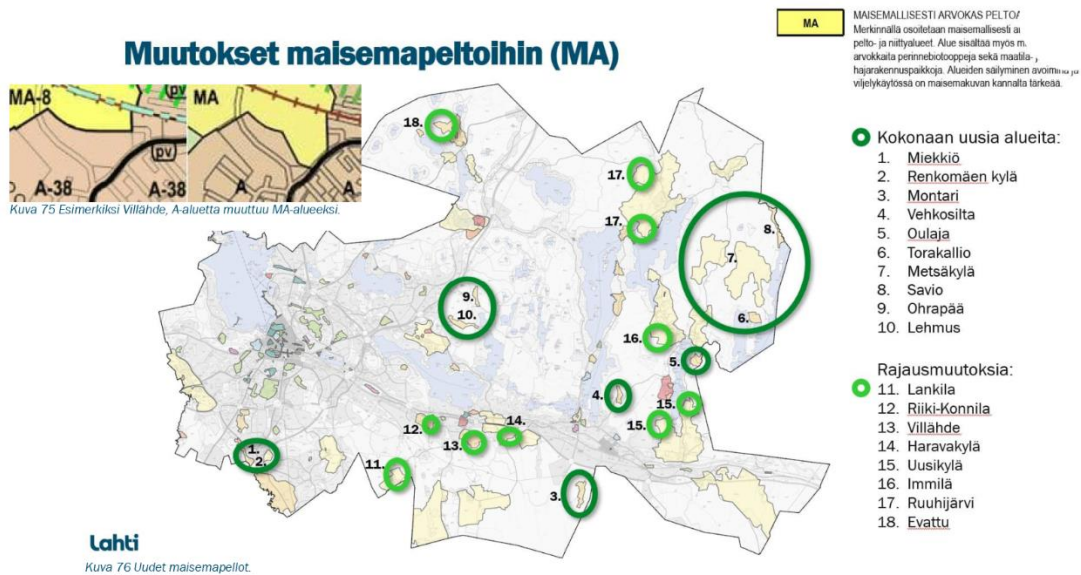 Muutokset maisemapeltoihin (MA)
MA
MAISEMALLISESTI ARVOKAS
Merkinnällä osoitetaan maisemallisesti
pelto- ja niittyalueet. Alue sisältää myös
arvokkaita perinnebiotooppeja sekä
hajarakennuspaikkoja. Alueiden säilyminen
viljelykäytössä on maisemakuvan kannalta tärkeää.
MA-8
pv
A-38
A-38
MA
pv
A
A
Kuva 75 Esimerkiksi Villähde, A-aluetta muuttuu MA-alueeksi.
Kokonaan uusia alueita:
1. Miekkiö
2. Renkomäen kylä
3. Montari
4. Vehkosilta
5. Oulaja
6. Torakallio
7. Metsäkylä
8. Savio
9. Ohrapää
10. Lehmus
Rajausmuutoksia:
11. Lankila
12. Riiki-Konnila
13. Villähde
14. Haravakylä
15. Uusikylä
16. Immilä
17. Ruuhijärvi
18. Evattu
18.
17.
17.
8.
7.
6.
9.
10.
16.
5.
4.
15.
15.
14.
12.
13.
1.
2.
11.
3.
Lahti
Kuva 76 Uudet maisemapellot.